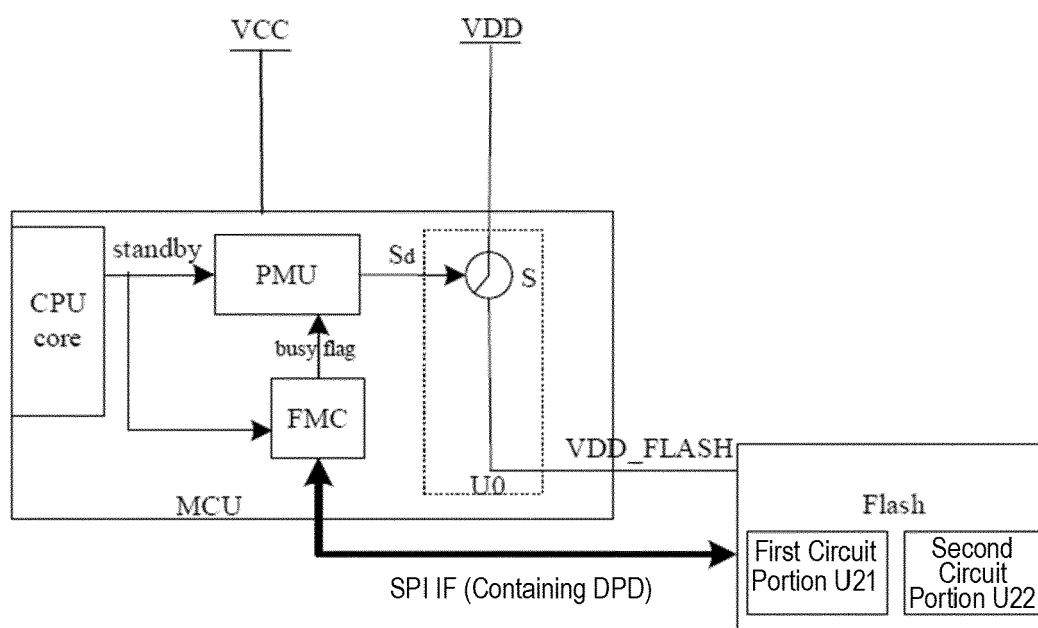 VCC
VDD
standby
CPU
core
PMU
Sd
S
busy flag
FMC
VDD_FLASH
U0
MCU
Flash
First Circuit
Portion U21
Second
Circuit
Portion U22
SPI IF (Containing DPD)